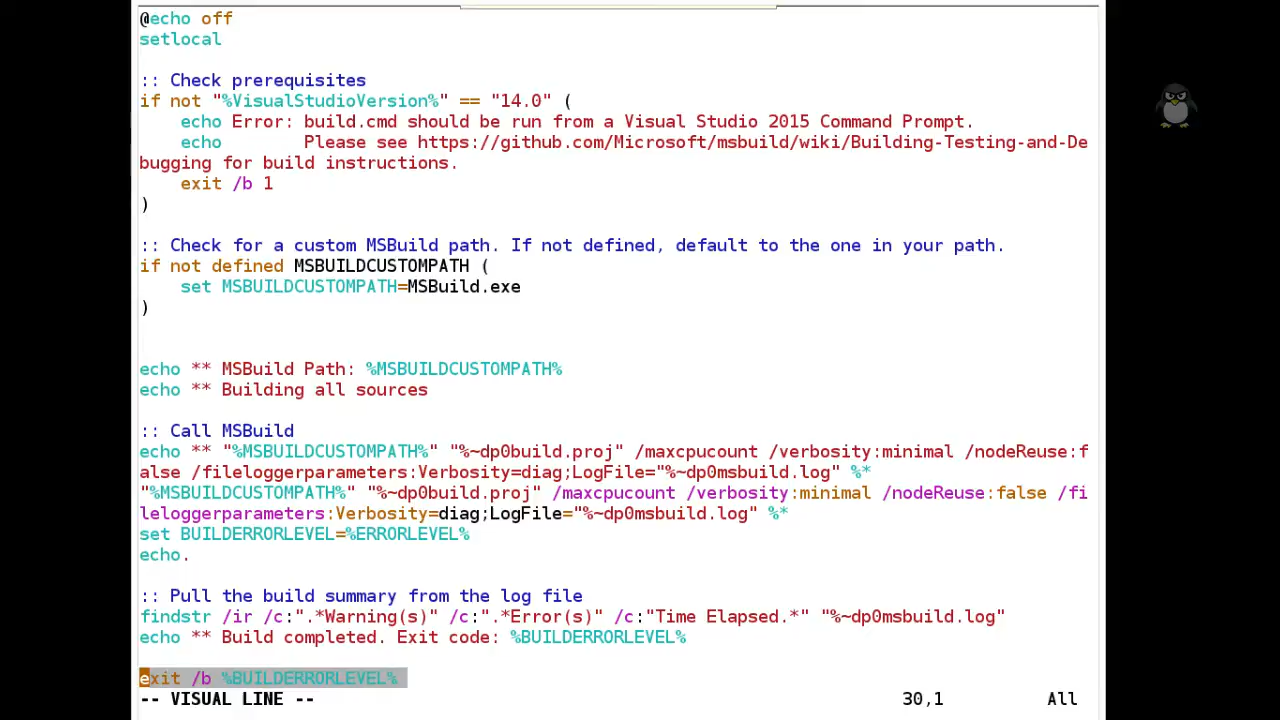 @echo off
setlocal
:: Check prerequisites
if not "%VisualStudioVersion%" == "14.0" (
    echo Error: build.cmd should be run from a Visual Studio 2015 Command Prompt.
    echo        Please see https://github.com/Microsoft/msbuild/wiki/Building-Testing-and-De
bugging for build instructions.
    exit /b 1
)
:: Check for a custom MSBuild path. If not defined, default to the one in your path.
if not defined MSBUILDCUSTOMPATH (
    set MSBUILDCUSTOMPATH=MSBuild.exe
)
echo ** MSBuild Path: %MSBUILDCUSTOMPATH%
echo ** Building all sources
:: Call MSBuild
echo ** "%MSBUILDCUSTOMPATH%" "%~dp0build.proj" /maxcpucount /verbosity:minimal /nodeReuse:f
alse /fileloggerparameters:Verbosity=diag;LogFile="%~dp0msbuild.log" %*
"%MSBUILDCUSTOMPATH%" "%~dp0build.proj" /maxcpucount /verbosity:minimal /nodeReuse:false /fi
leloggerparameters:Verbosity=diag;LogFile="%~dp0msbuild.log" %*
set BUILDERRORLEVEL=%ERRORLEVEL%
echo.
:: Pull the build summary from the log file
findstr /ir /c:".*Warning(s)" /c:".*Error(s)" /c:"Time Elapsed.*" "%~dp0msbuild.log"
echo ** Build completed. Exit code: %BUILDERRORLEVEL%
exit /b %BUILDERRORLEVEL%
-- VISUAL LINE -- 30,1 All